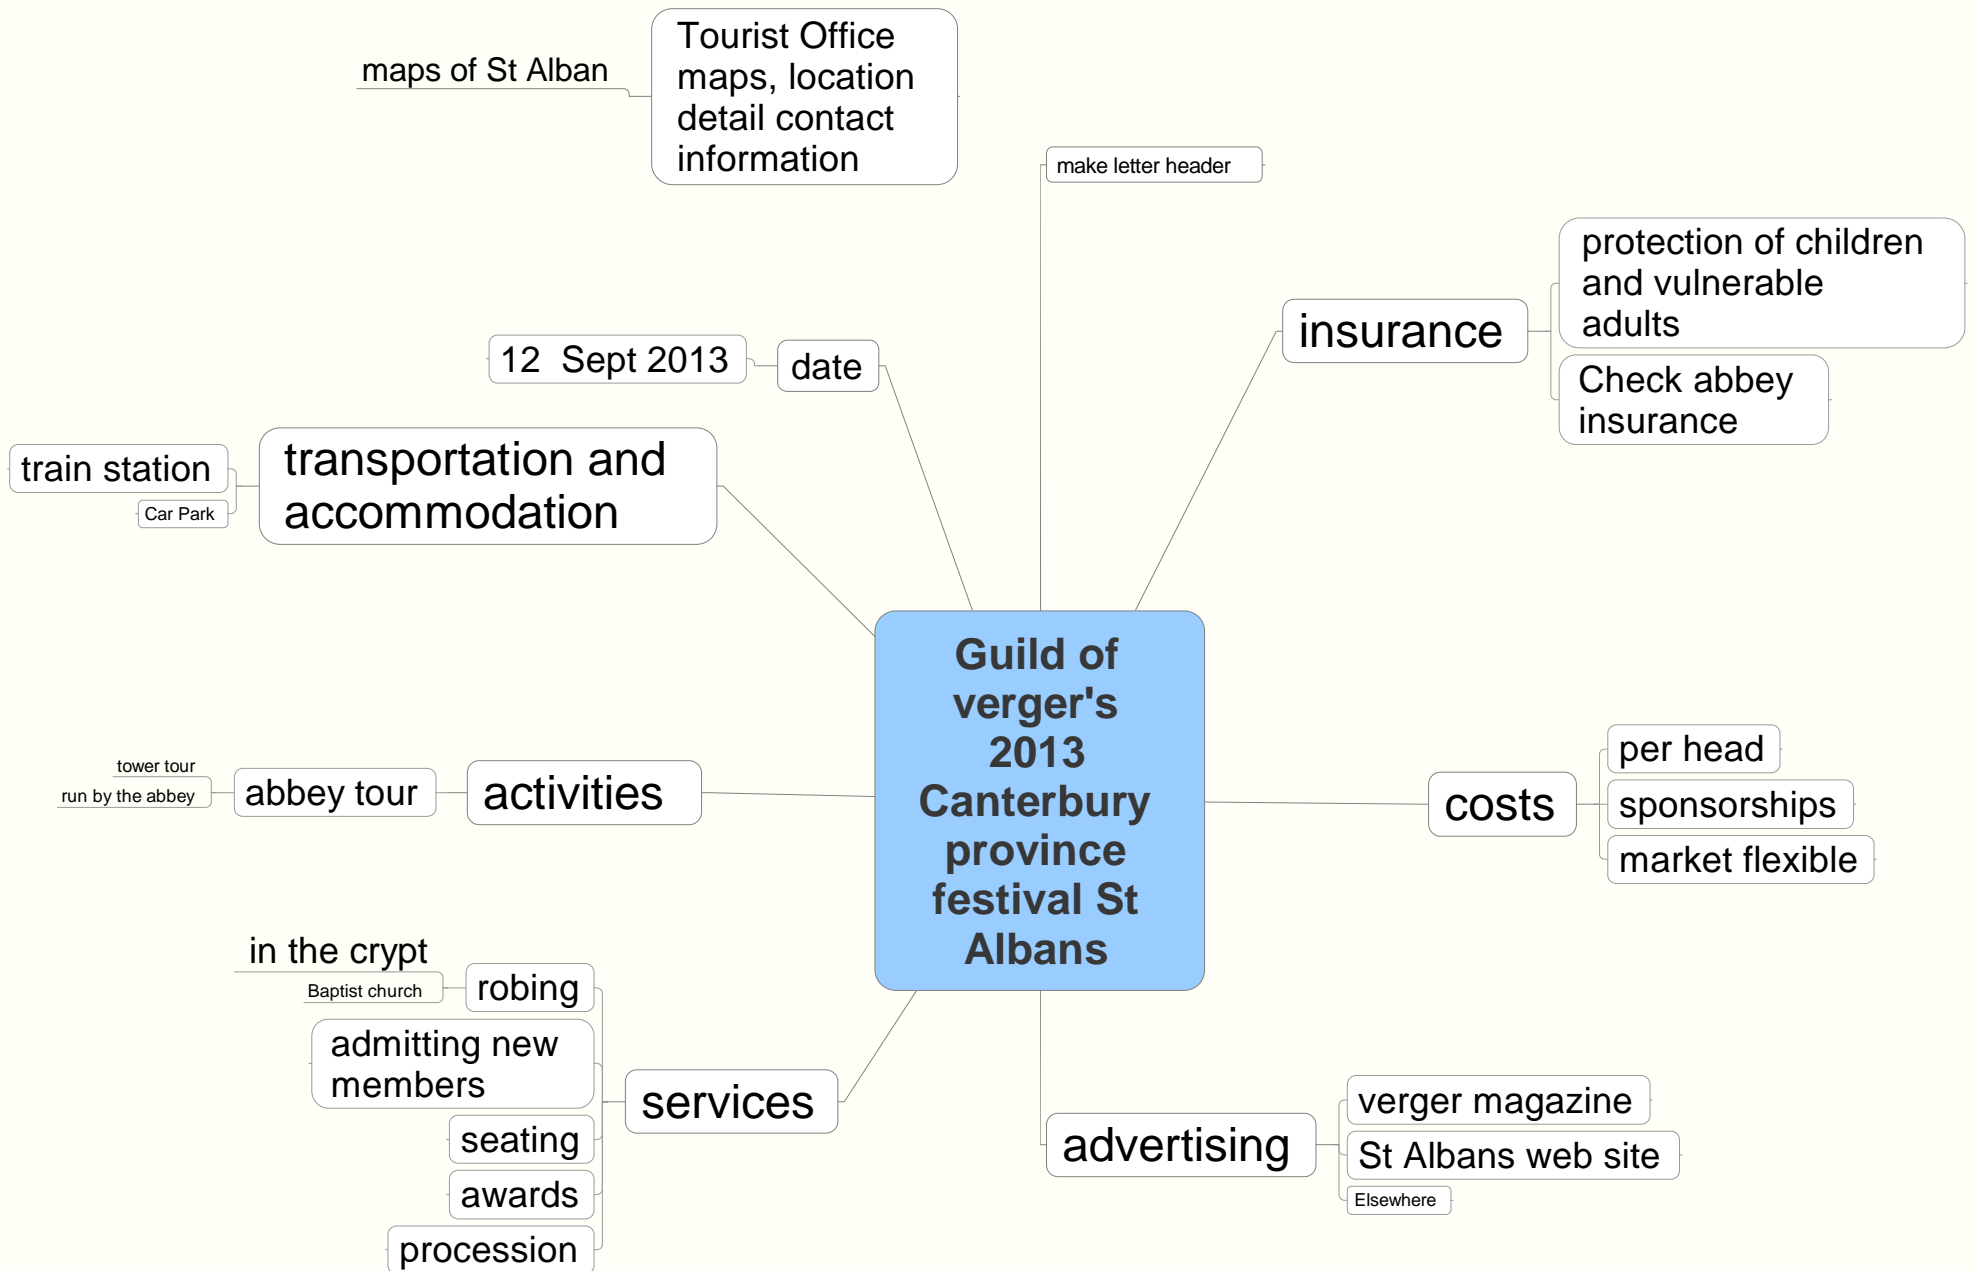 Tourist Office
maps, location
detail contact
information
maps of St Alban
make letter header
insurance
protection of children
and vulnerable
adults
Check abbey
insurance
12 Sept 2013
date
transportation and
accommodation
train station
Car Park
Guild of
verger's
2013
Canterbury
province
festival St
Albans
activities
abbey tour
tower tour
run by the abbey
costs
per head
sponsorships
market flexible
services
robing
in the crypt
Baptist church
admitting new
members
seating
awards
procession
advertising
verger magazine
St Albans web site
Elsewhere